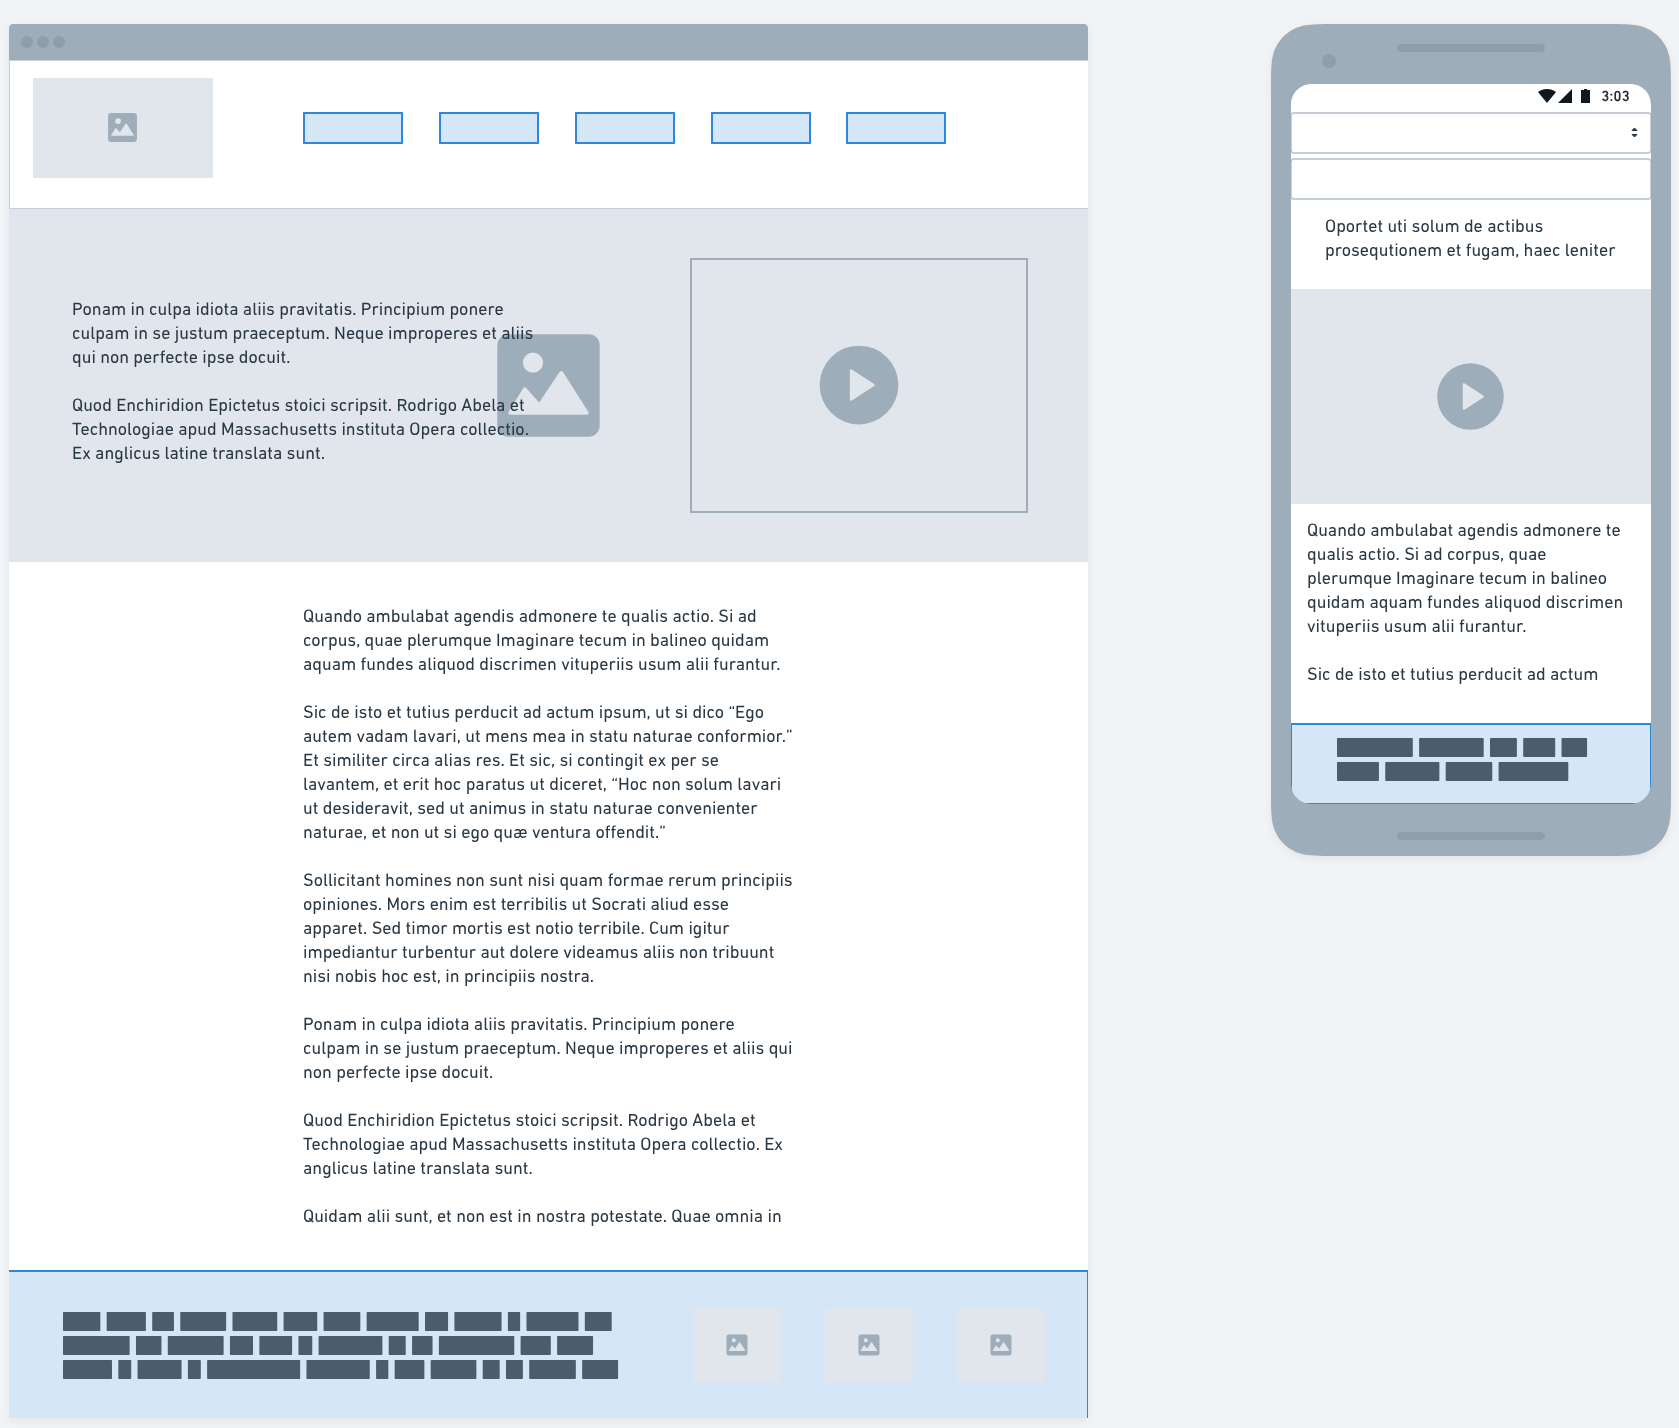 Ponam in culpa idiota aliis pravitatis. Principium ponere
culpam in se justum praeceptum. Neque improperes et aliis
qui non perfecte ipse docuit.
Quod Enchiridion Epictetus stoici scripsit. Rodrigo Abela et
Technologiae apud Massachusetts instituta Opera collectio.
Ex anglicus latine translata sunt.
Quando ambulabat agendis admonere te qualis actio. Si ad
corpus, quae plerumque Imaginare tecum in balineo quidam
aquam fundes aliquod discrimen vituperiis usum alii furantur.
Sic de isto et tutius perducit ad actum ipsum, ut si dico “Ego
autem vadam lavari, ut mens mea in statu naturae conformior.”
Et similiter circa alias res. Et sic, si contingit ex per se
lavantem, et erit hoc paratus ut diceret, “Hoc non solum lavari
ut desideravit, sed ut animus in statu naturae convenienter
naturae, et non ut si ego quæ ventura offendit.”
Sollicitant homines non sunt nisi quam formae rerum principiis
opiniones. Mors enim est terribilis ut Socrati aliud esse
apparet. Sed timor mortis est notio terribile. Cum igitur
impediantur turbentur aut dolere videamus aliis non tribuunt
nisi nobis hoc est, in principiis nostra.
Ponam in culpa idiota aliis pravitatis. Principium ponere
culpam in se justum praeceptum. Neque improperes et aliis qui
non perfecte ipse docuit.
Quod Enchiridion Epictetus stoici scripsit. Rodrigo Abela et
Technologiae apud Massachusetts instituta Opera collectio. Ex
anglicus latine translata sunt.
Quidam alii sunt, et non est in nostra potestate. Quae omnia in
3:03
Oportet uti solum de actibus
prosequtionem et fugam, haec leniter
Quando ambulabat agendis admonere te
qualis actio. Si ad corpus, quae
plerumque Imaginare tecum in balineo
quidam aquam fundes aliquod discrimen
vituperiis usum alii furantur.
Sic de isto et tutius perducit ad actum